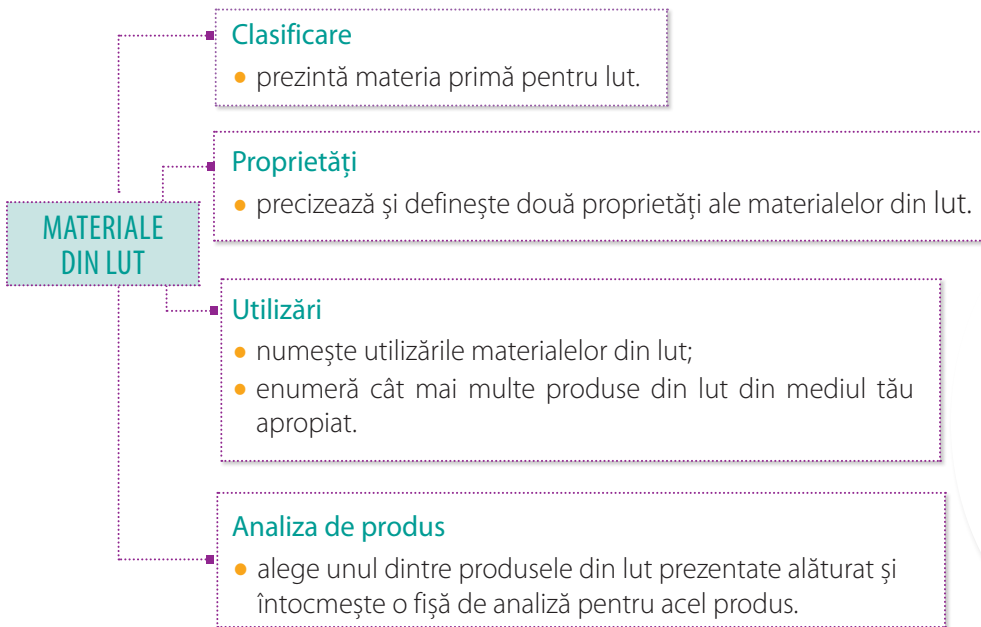 Clasificare
• prezintă materia primă pentru lut.
Proprietăți
• precizează și definește două proprietăți ale materialelor din lut.
MATERIALE
DIN LUT
Utilizări
• numește utilizările materialelor din lut;
• enumeră cât mai multe produse din lut din mediul tău
apropiat.
Analiza de produs
• alege unul dintre produsele din lut prezentate alăturat și
întocmește o fișă de analiză pentru acel produs.